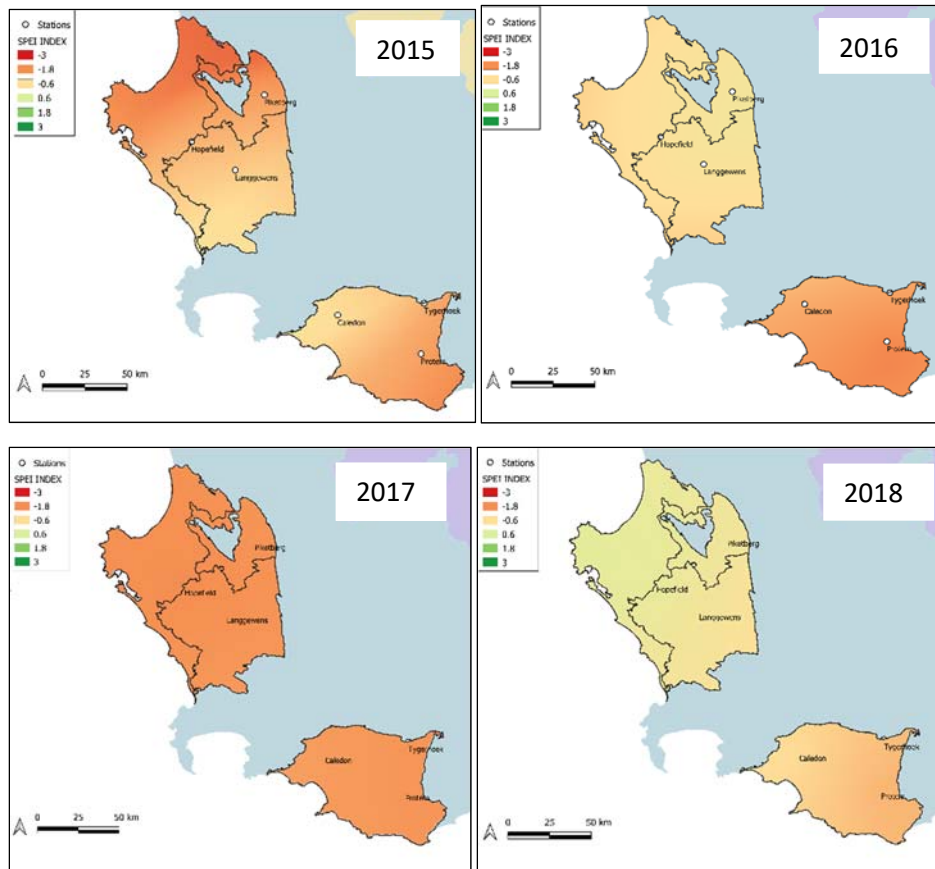 Stations
SPEI INDEX
-3
-1.8
-0.6
0.6
1.8
3
2015
Hopefield
Langgewens
Caledon
Tygerhoek
Protem
0 25 50 km
Stations
SPEI INDEX
-3
-1.8
-0.6
0.6
1.8
3
2016
Piketberg
Hopefield
Langgewens
Caledon
Tygerhoek
Protem
0 25 50 km
Stations
SPEI INDEX
-3
-1.8
-0.6
0.6
1.8
3
2017
Piketberg
Hopefield
Langgewens
Caledon
Tygerhoek
Protem
0 25 50 km
Stations
SPEI INDEX
-3
-1.8
-0.6
0.6
1.8
3
2018
Piketberg
Hopefield
Langgewens
Caledon
Tygerhoek
Protem
0 25 50 km